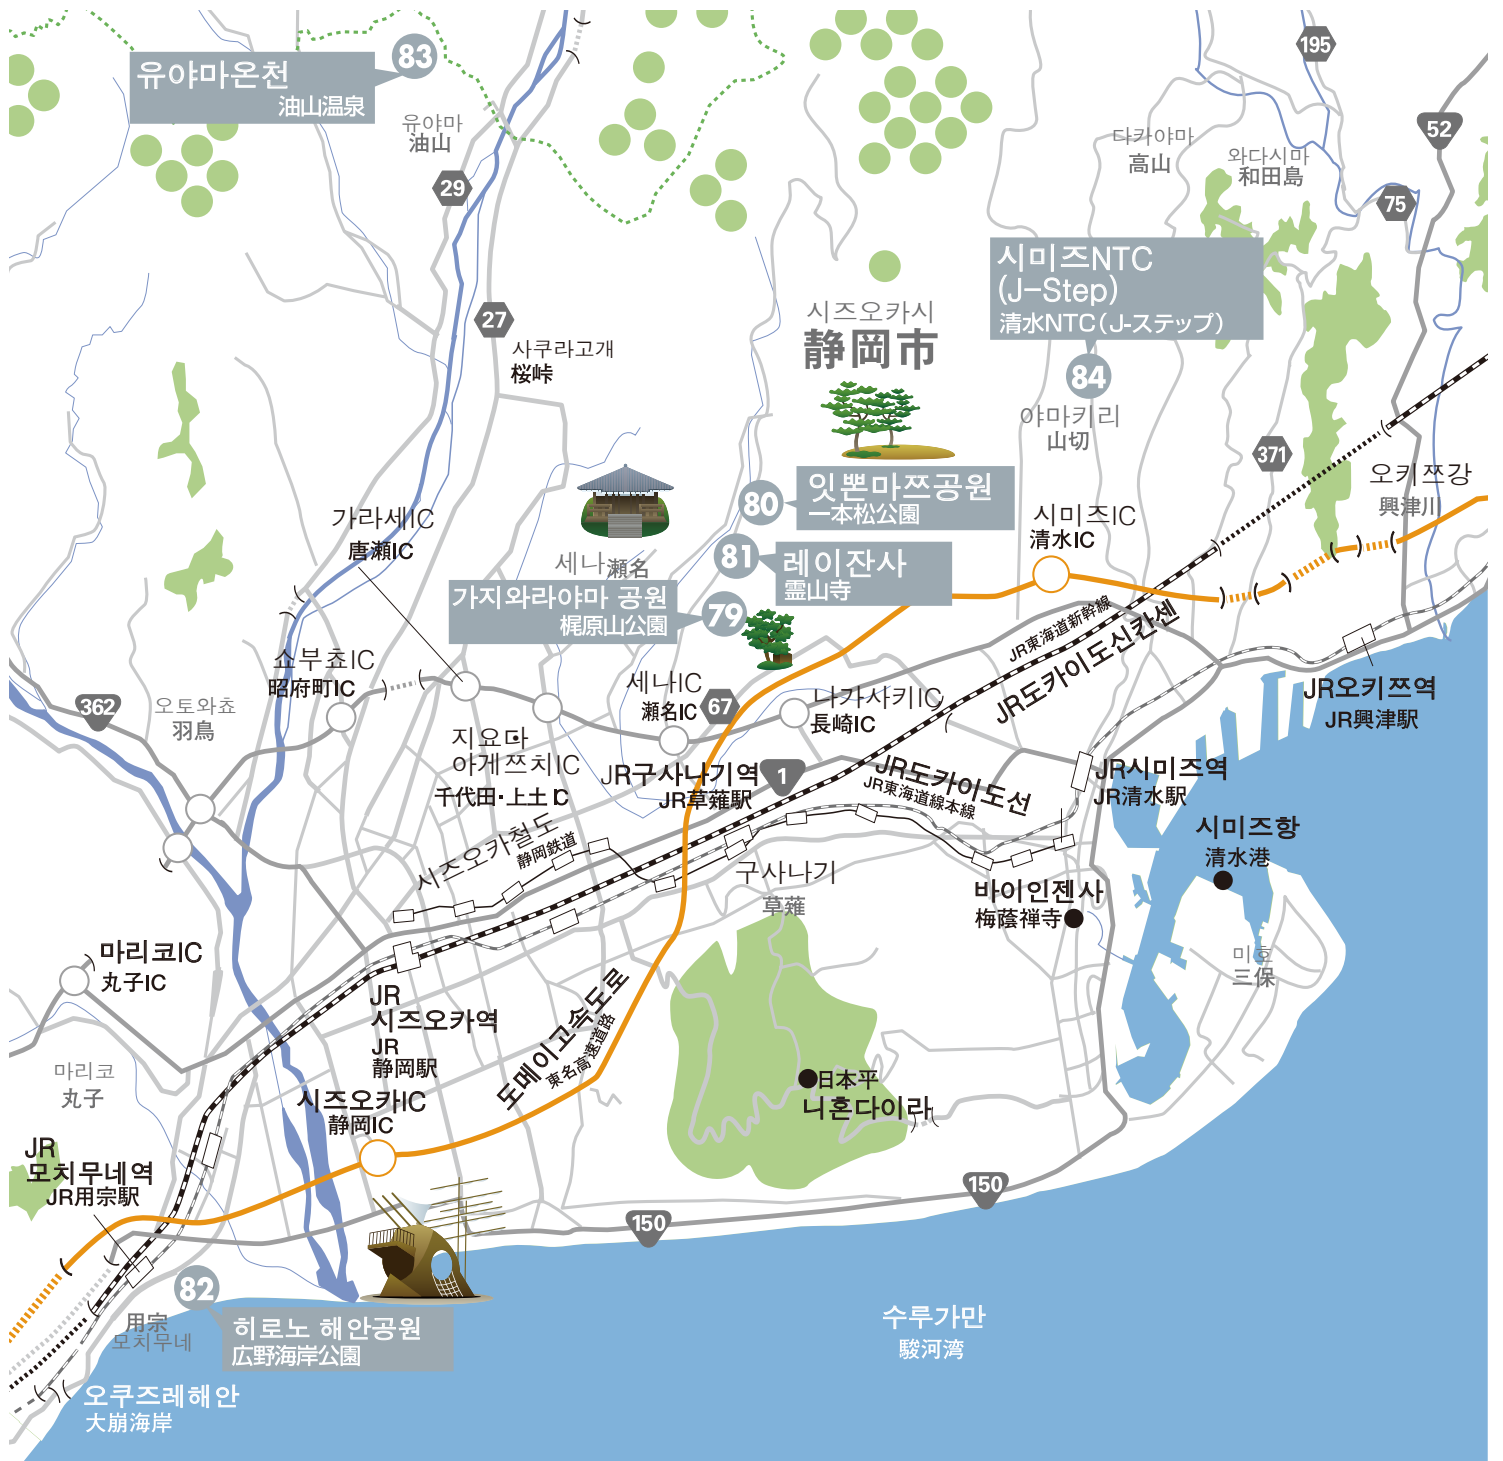 83
유야마온천
油山温泉
유야마
油山
29
27
사쿠라고개
桜峠
시즈오카시
静岡市
195
52
75
다카야마
高山
와다시마
和田島
시미즈NTC
(J-Step)
清水NTC(J-ステップ)
84
야마키리
山切
371
오키쯔강
興津川
80
잇뽄마쯔공원
一本松公園
81
레이잔사
霊山寺
79
가지와라야마 공원
梶原山公園
세나瀬名
시미즈IC
清水IC
가라세IC
唐瀬IC
쇼부쵸IC
昭府町IC
362
오토와쵸
羽鳥
지요다
아게쯔치IC
千代田・上土IC
세나IC
瀬名IC
67
나가사키IC
長崎IC
JR東海道新幹線
JR도카이도신칸센
JR오키쯔역
JR興津駅
JR구사나기역
JR草薙駅
1
JR도카이도선
JR東海道線本線
JR시미즈역
JR清水駅
시즈오카철도
静岡鉄道
구사나기
草薙
시미즈항
清水港
바이인젠사
梅蔭禅寺
미호
三保
마리코IC
丸子IC
JR
시즈오카역
JR
静岡駅
도메이고속도로
東名高速道路
마리코
丸子
시즈오카IC
静岡IC
日本平
니혼다이라
JR
모치무네역
JR用宗駅
150
150
82
히로노 해안공원
広野海岸公園
用宗
모치무네
수루가만
駿河湾
오쿠즈레해안
大崩海岸